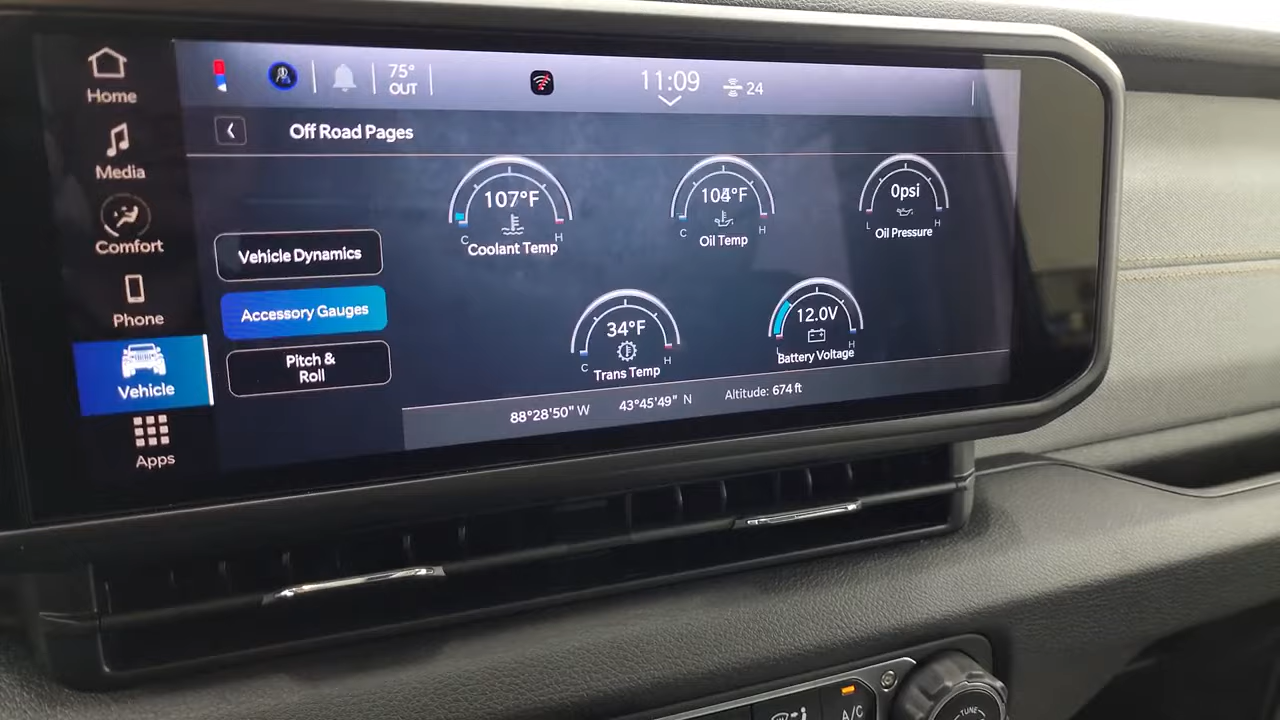 Home
Media
Comfort
Phone
Vehicle
Apps
75°
OUT
11:09
24
Off Road Pages
Vehicle Dynamics
Accessory Gauges
Pitch &
Roll
107°F
C H
Coolant Temp
104°F
C H
Oil Temp
0psi
L H
Oil Pressure
34°F
C H
Trans Temp
12.0V
L H
Battery Voltage
88°28'50" W 43°45'49" N Altitude: 674 ft
A/C
TUNE